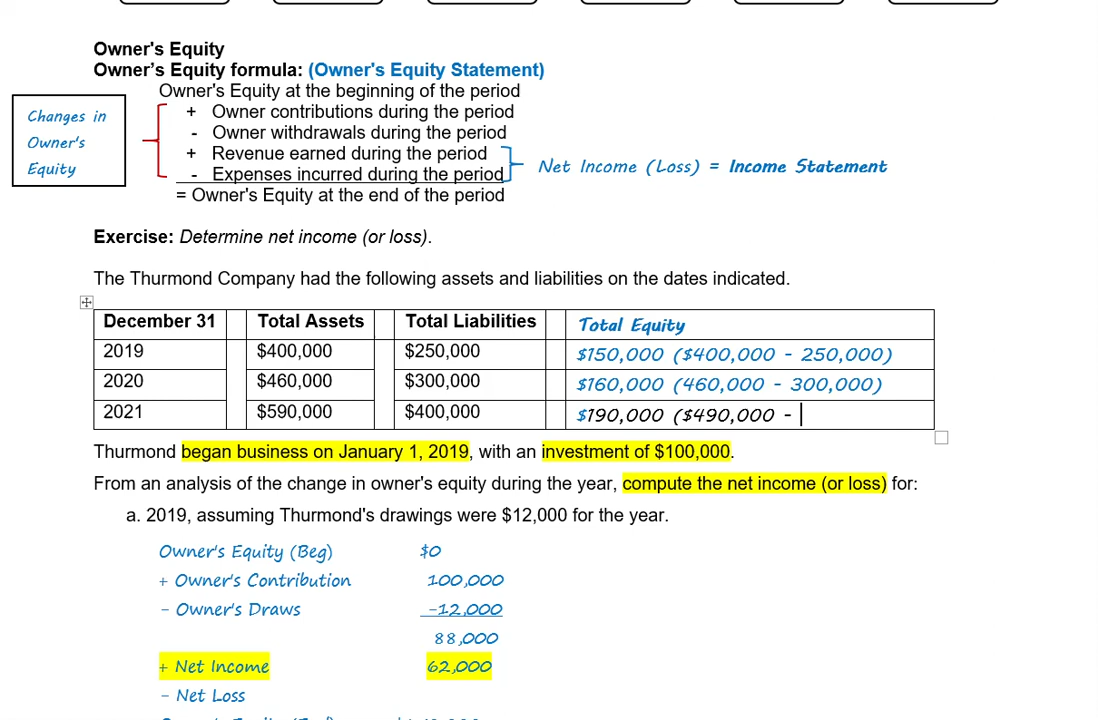 Owner's Equity
Owner's Equity formula: (Owner's Equity Statement)
Owner's Equity at the beginning of the period
+ Owner contributions during the period
- Owner withdrawals during the period
+ Revenue earned during the period
- Expenses incurred during the period
= Owner's Equity at the end of the period
Changes in
Owner's
Equity
Net Income (Loss) = Income Statement
Exercise: Determine net income (or loss).
The Thurmond Company had the following assets and liabilities on the dates indicated.
December 31 Total Assets Total Liabilities Total Equity
2019 $400,000 $250,000 $150,000 ($400,000 - 250,000)
2020 $460,000 $300,000 $160,000 (460,000 - 300,000)
2021 $590,000 $400,000 $190,000 ($490,000 -
Thurmond began business on January 1, 2019, with an investment of $100,000.
From an analysis of the change in owner's equity during the year, compute the net income (or loss) for:
a. 2019, assuming Thurmond's drawings were $12,000 for the year.
Owner's Equity (Beg) $0
+ Owner's Contribution 100,000
- Owner's Draws -12,000
88,000
+ Net Income 62,000
- Net Loss